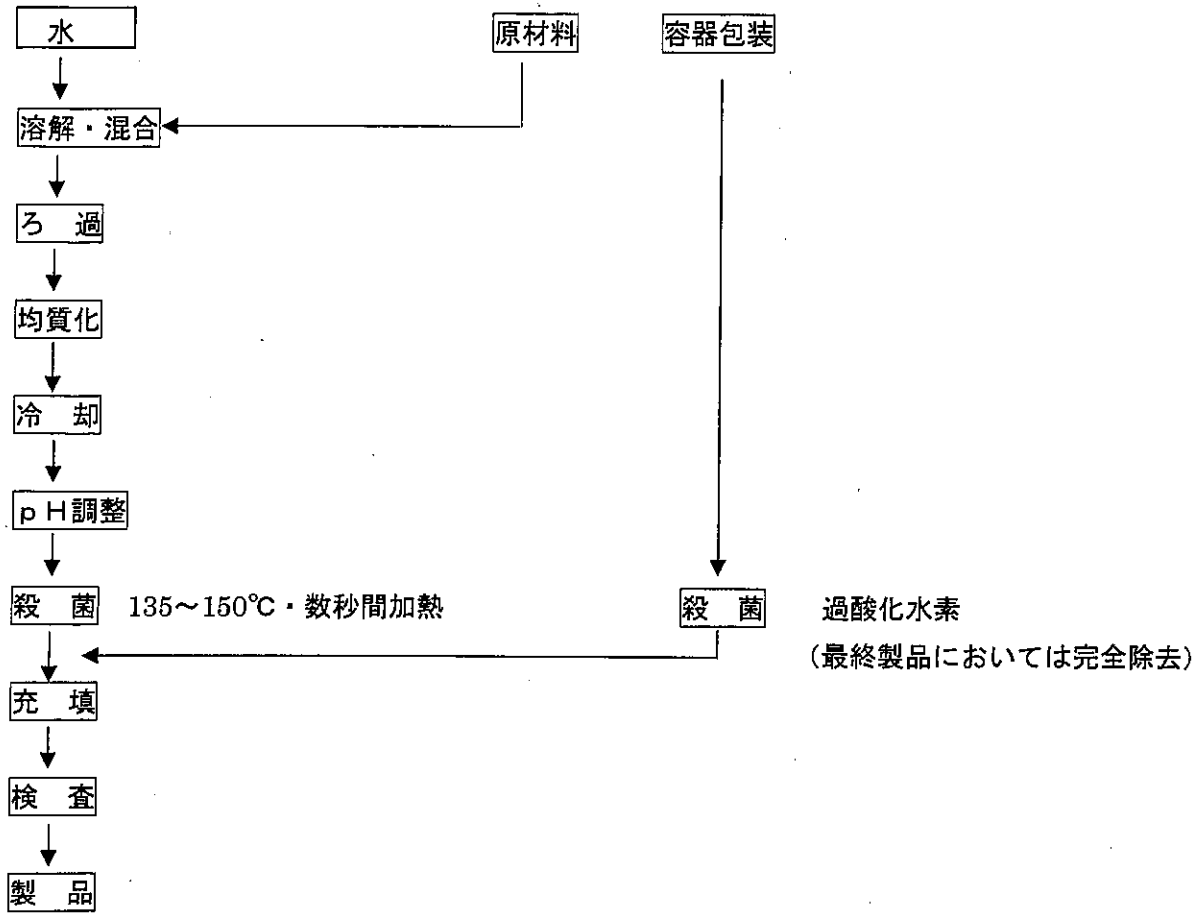 水
原材料
容器包装
溶解・混合
ろ 過
均質化
冷 却
pH調整
殺 菌
135~150℃・数秒間加熱
殺 菌
過酸化水素
(最終製品においては完全除去)
充 填
検 査
製 品